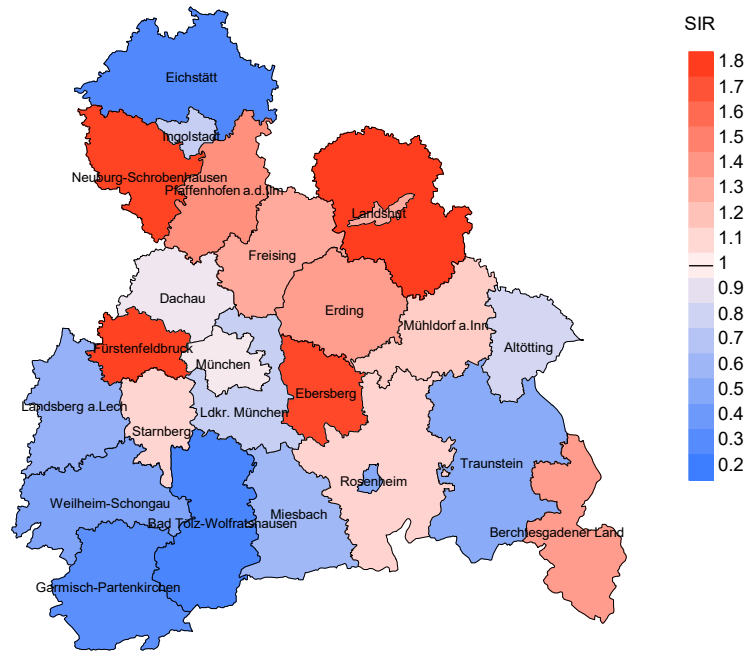 SIR
1.8
1.7
1.6
1.5
1.4
1.3
1.2
1.1
1
0.9
0.8
0.7
0.6
0.5
0.4
0.3
0.2
Eichstätt
Ingolstadt
Neuburg-Schrobenhausen
Pfaffenhofen a.d.Ilm
Landshut
Freising
Dachau
Erding
Mühldorf a.Inn
Altötting
Fürstenfeldbruck
München
Ebersberg
Landsberg a.Lech
Ldkr. München
Starnberg
Traunstein
Rosenheim
Miesbach
Weilheim-Schongau
Bad Tölz-Wolfratshausen
Berchtesgadener Land
Garmisch-Partenkirchen